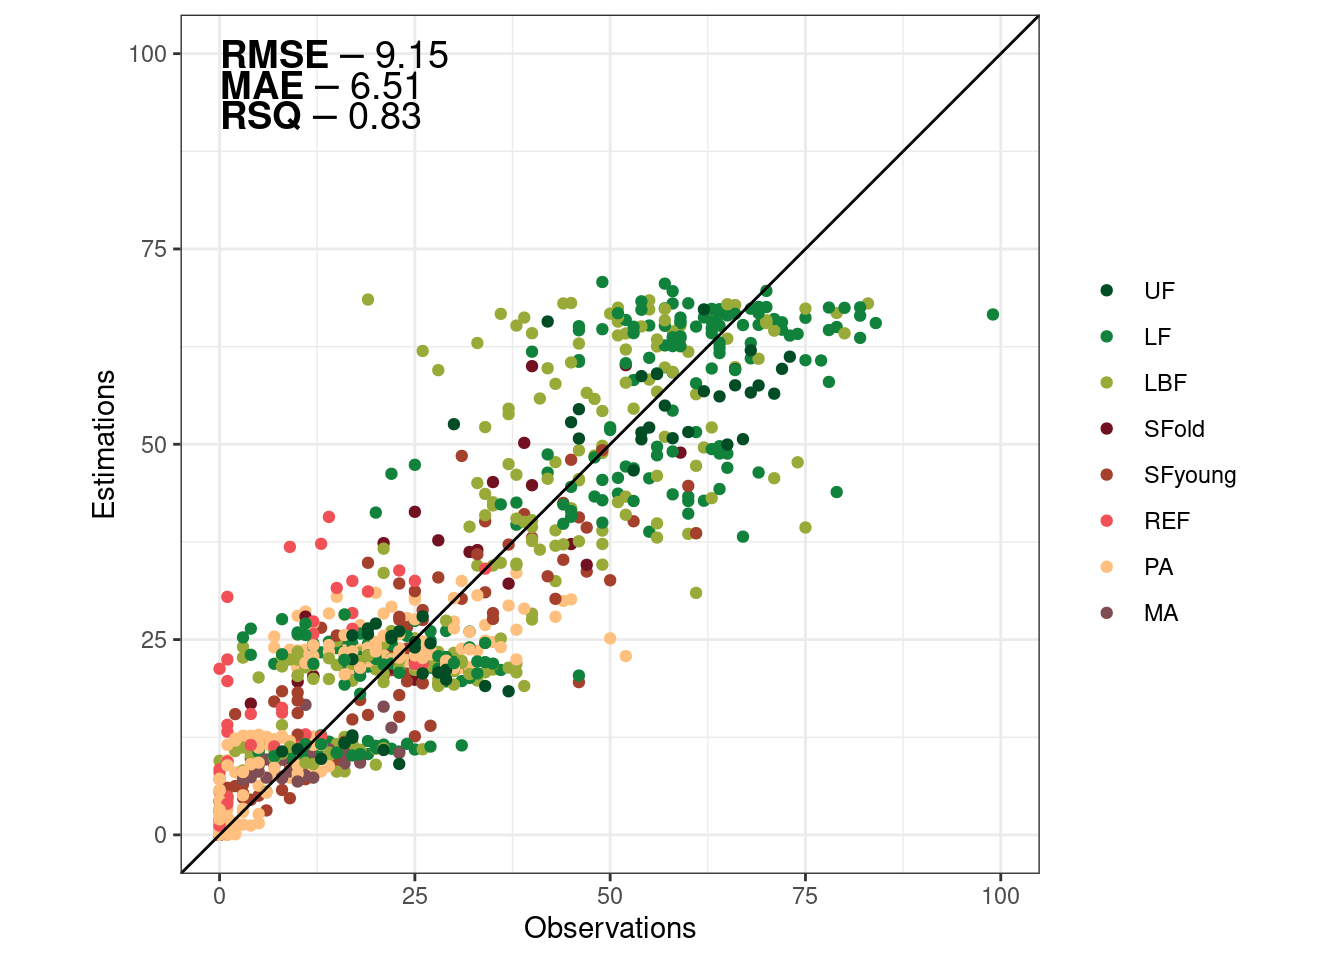 RMSE – 9.15
MAE – 6.51
RSQ – 0.83
100
75
50
25
0
Estimations
0 25 50 75 100
Observations
UF
LF
LBF
SFold
SFyoung
REF
PA
MA